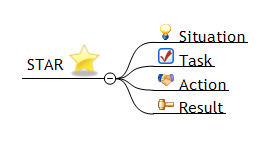 STAR
Situation
Task
Action
Result